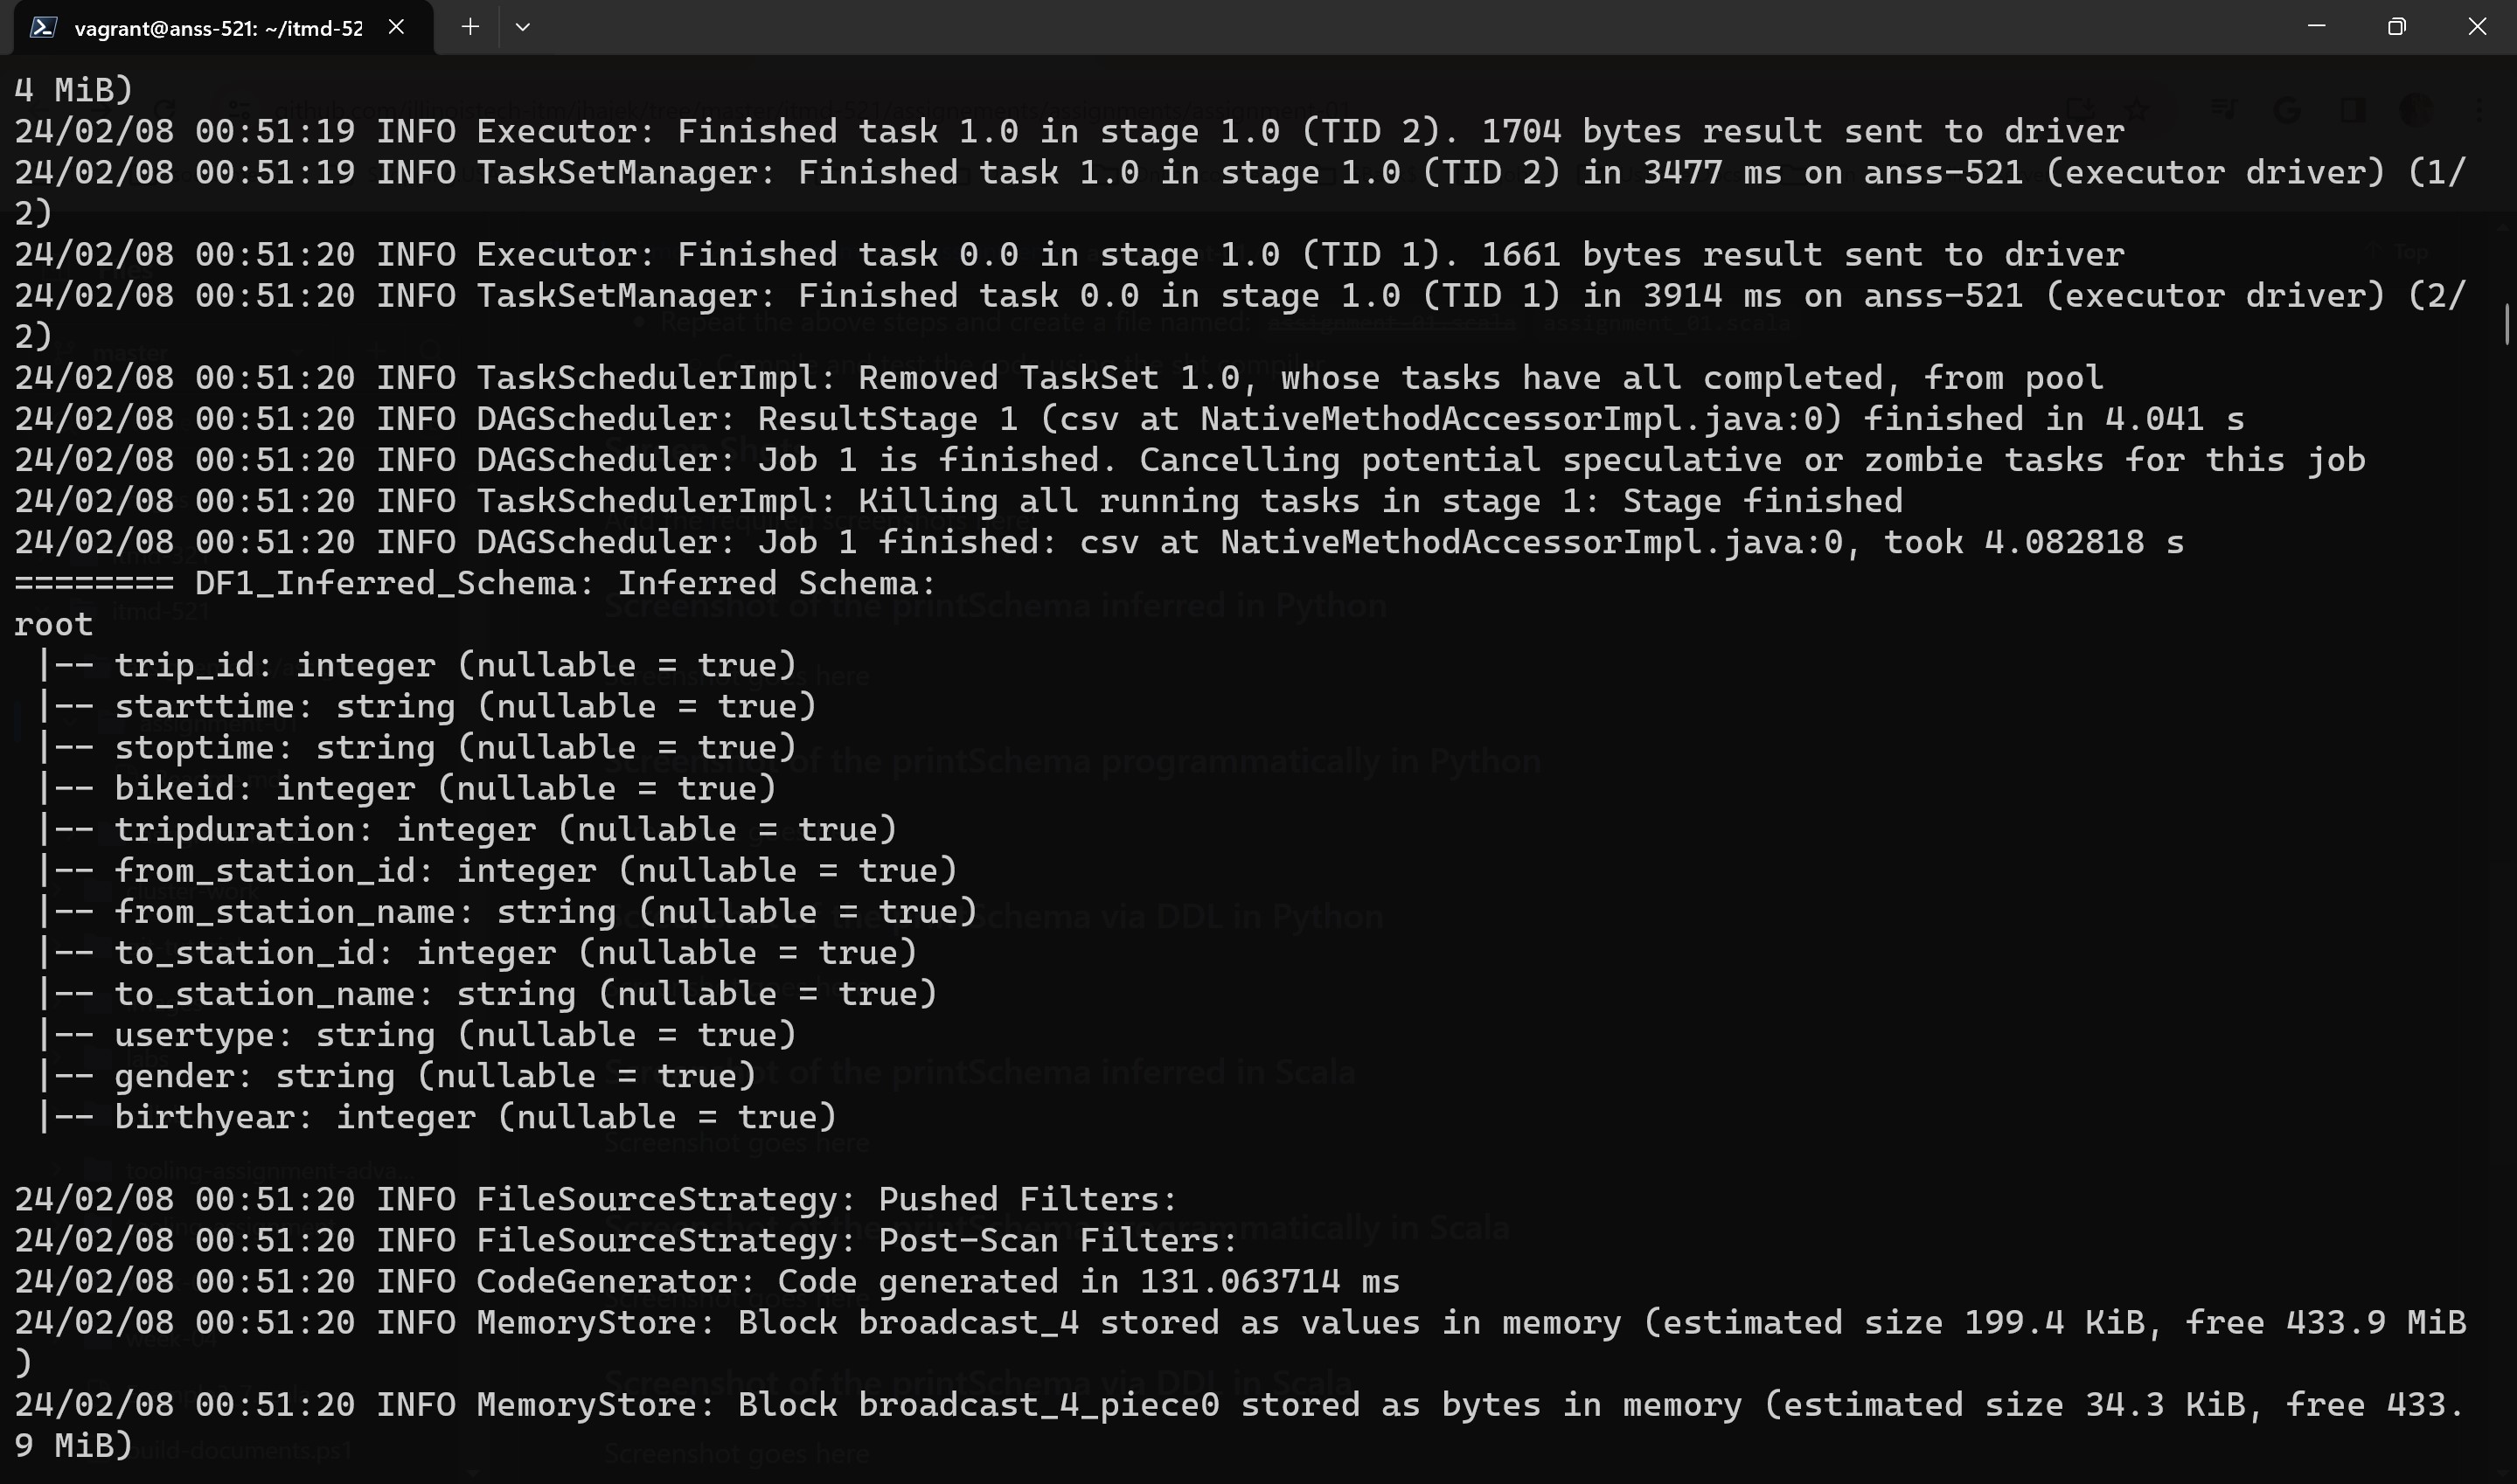 vagrant@anss-521: ~/itmd-52
4 MiB)
24/02/08 00:51:19 INFO Executor: Finished task 1.0 in stage 1.0 (TID 2). 1704 bytes result sent to driver
24/02/08 00:51:19 INFO TaskSetManager: Finished task 1.0 in stage 1.0 (TID 2) in 3477 ms on anss-521 (executor driver) (1/
2)
24/02/08 00:51:20 INFO Executor: Finished task 0.0 in stage 1.0 (TID 1). 1661 bytes result sent to driver
24/02/08 00:51:20 INFO TaskSetManager: Finished task 0.0 in stage 1.0 (TID 1) in 3914 ms on anss-521 (executor driver) (2/
2)
24/02/08 00:51:20 INFO TaskSchedulerImpl: Removed TaskSet 1.0, whose tasks have all completed, from pool
24/02/08 00:51:20 INFO DAGScheduler: ResultStage 1 (csv at NativeMethodAccessorImpl.java:0) finished in 4.041 s
24/02/08 00:51:20 INFO DAGScheduler: Job 1 is finished. Cancelling potential speculative or zombie tasks for this job
24/02/08 00:51:20 INFO TaskSchedulerImpl: Killing all running tasks in stage 1: Stage finished
24/02/08 00:51:20 INFO DAGScheduler: Job 1 finished: csv at NativeMethodAccessorImpl.java:0, took 4.082818 s
======== DF1_Inferred_Schema: Inferred Schema:
root
 |-- trip_id: integer (nullable = true)
 |-- starttime: string (nullable = true)
 |-- stoptime: string (nullable = true)
 |-- bikeid: integer (nullable = true)
 |-- tripduration: integer (nullable = true)
 |-- from_station_id: integer (nullable = true)
 |-- from_station_name: string (nullable = true)
 |-- to_station_id: integer (nullable = true)
 |-- to_station_name: string (nullable = true)
 |-- usertype: string (nullable = true)
 |-- gender: string (nullable = true)
 |-- birthyear: integer (nullable = true)
24/02/08 00:51:20 INFO FileSourceStrategy: Pushed Filters:
24/02/08 00:51:20 INFO FileSourceStrategy: Post-Scan Filters:
24/02/08 00:51:20 INFO CodeGenerator: Code generated in 131.063714 ms
24/02/08 00:51:20 INFO MemoryStore: Block broadcast_4 stored as values in memory (estimated size 199.4 KiB, free 433.9 MiB
)
24/02/08 00:51:20 INFO MemoryStore: Block broadcast_4_piece0 stored as bytes in memory (estimated size 34.3 KiB, free 433.
9 MiB)